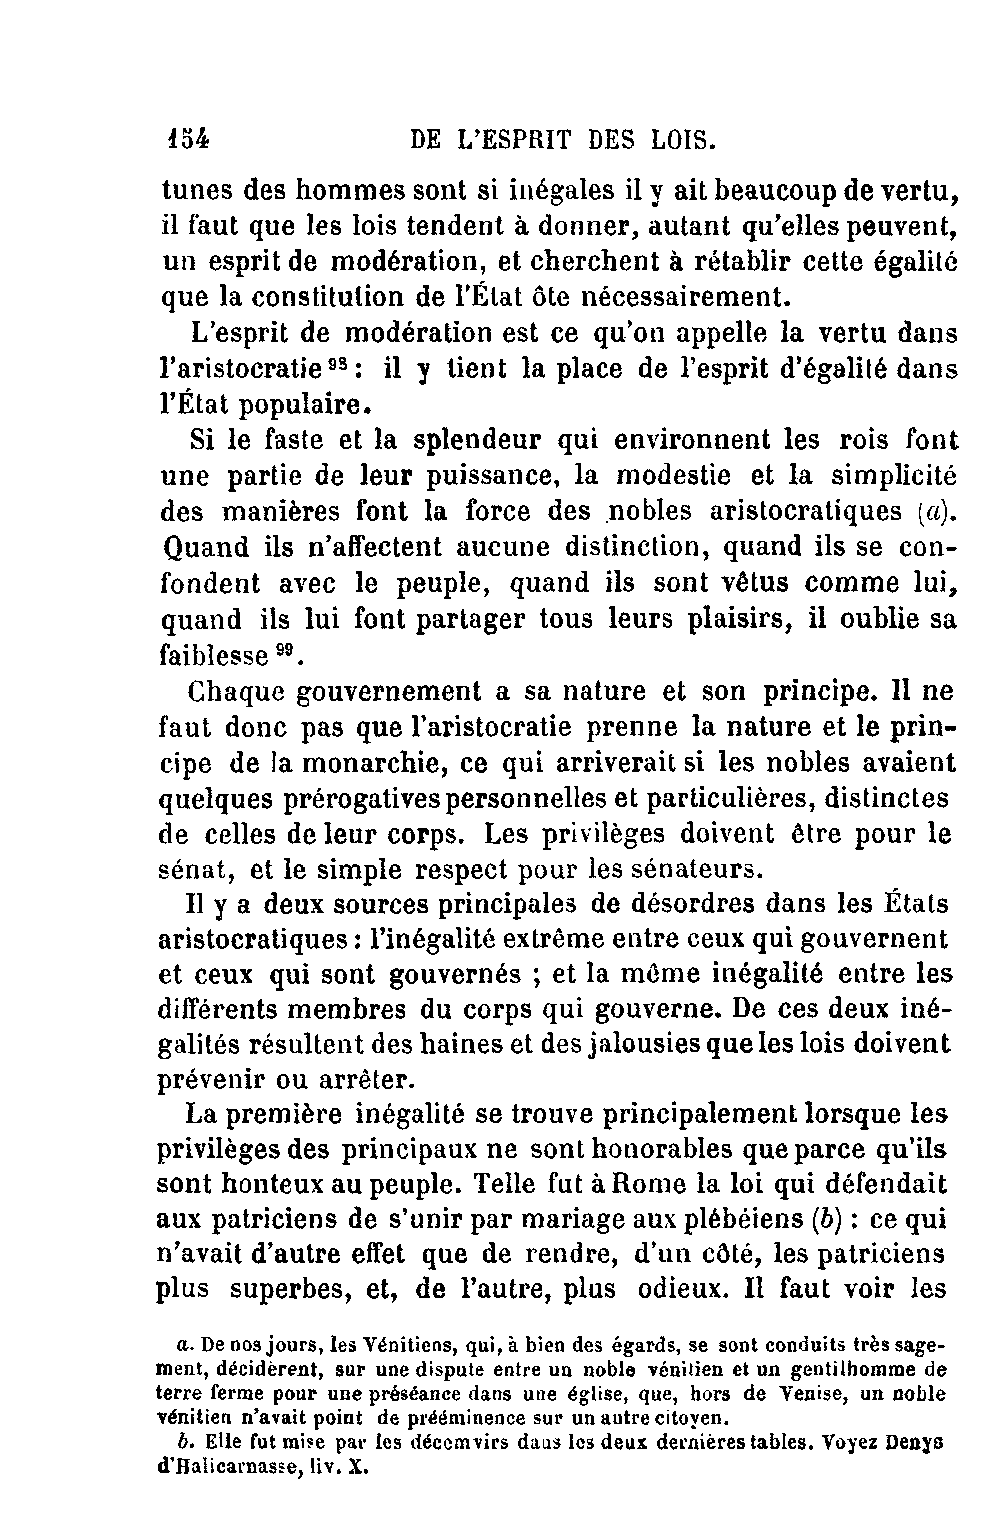 154 DE L'ESPRIT DES LOIS.
tunes des hommes sont si inégales il y ait beaucoup de vertu,
il faut que les lois tendent à donner, autant qu'elles peuvent,
un esprit de modération, et cherchent à rétablir cette égalité
que la constitution de l'État ôte nécessairement.
L'esprit de modération est ce qu'on appelle la vertu dans
l'aristocratie ⁹⁸ : il y tient la place de l'esprit d'égalité dans
l'État populaire.
Si le faste et la splendeur qui environnent les rois font
une partie de leur puissance, la modestie et la simplicité
des manières font la force des nobles aristocratiques (a).
Quand ils n'affectent aucune distinction, quand ils se con-
fondent avec le peuple, quand ils sont vêtus comme lui,
quand ils lui font partager tous leurs plaisirs, il oublie sa
faiblesse ⁹⁹.
Chaque gouvernement a sa nature et son principe. Il ne
faut donc pas que l'aristocratie prenne la nature et le prin-
cipe de la monarchie, ce qui arriverait si les nobles avaient
quelques prérogatives personnelles et particulières, distinctes
de celles de leur corps. Les privilèges doivent être pour le
sénat, et le simple respect pour les sénateurs.
Il y a deux sources principales de désordres dans les États
aristocratiques : l'inégalité extrême entre ceux qui gouvernent
et ceux qui sont gouvernés ; et la même inégalité entre les
différents membres du corps qui gouverne. De ces deux iné-
galités résultent des haines et des jalousies que les lois doivent
prévenir ou arrêter.
La première inégalité se trouve principalement lorsque les
privilèges des principaux ne sont honorables que parce qu'ils
sont honteux au peuple. Telle fut à Rome la loi qui défendait
aux patriciens de s'unir par mariage aux plébéiens (b) : ce qui
n'avait d'autre effet que de rendre, d'un côté, les patriciens
plus superbes, et, de l'autre, plus odieux. Il faut voir les
a. De nos jours, les Vénitiens, qui, à bien des égards, se sont conduits très sage-
ment, décidèrent, sur une dispute entre un noble vénitien et un gentilhomme de
terre ferme pour une préséance dans une église, que, hors de Venise, un noble
vénitien n'avait point de prééminence sur un autre citoyen.
b. Elle fut mise par les décemvirs dans les deux dernières tables. Voyez Denys
d'Halicarnasse, liv. X.